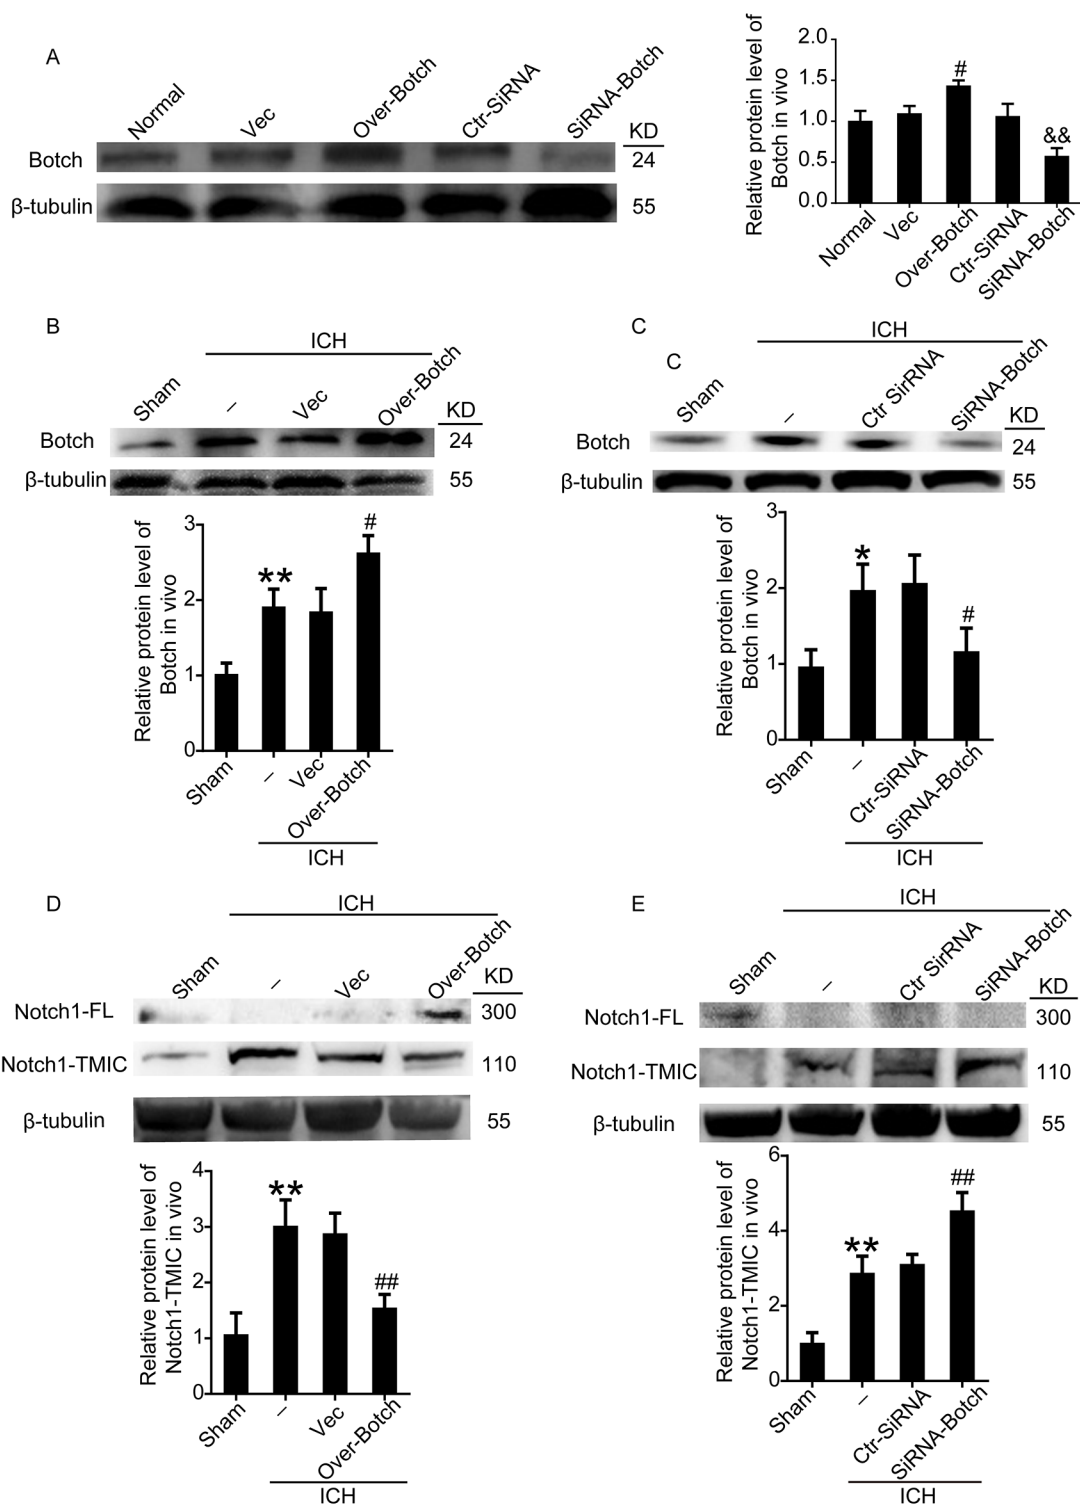 A
Normal
Vec
Over-Botch
Ctr-SiRNA
SiRNA-Botch
KD
Botch
24
β-tubulin
55
Relative protein level of
Botch in vivo
2.0
1.5
1.0
0.5
0.0
#
&&
Normal
Vec
Over-Botch
Ctr-SiRNA
SiRNA-Botch
B
ICH
Sham
–
Vec
Over-Botch
KD
Botch
24
β-tubulin
55
Relative protein level of
Botch in vivo
3
2
1
0
**
#
Sham
–
Vec
Over-Botch
ICH
C
C
ICH
Sham
–
Ctr SirRNA
SiRNA-Botch
KD
Botch
24
β-tubulin
55
Relative protein level of
Botch in vivo
3
2
1
0
*
#
Sham
–
Ctr-SiRNA
SiRNA-Botch
ICH
D
ICH
Sham
–
Vec
Over-Botch
KD
Notch1-FL
300
Notch1-TMIC
110
β-tubulin
55
Relative protein level of
Notch1-TMIC in vivo
4
3
2
1
0
**
##
Sham
–
Vec
Over-Botch
ICH
E
ICH
Sham
–
Ctr SirRNA
SiRNA-Botch
KD
Notch1-FL
300
Notch1-TMIC
110
β-tubulin
55
Relative protein level of
Notch1-TMIC in vivo
6
4
2
0
**
##
Sham
–
Ctr-SiRNA
SiRNA-Botch
ICH